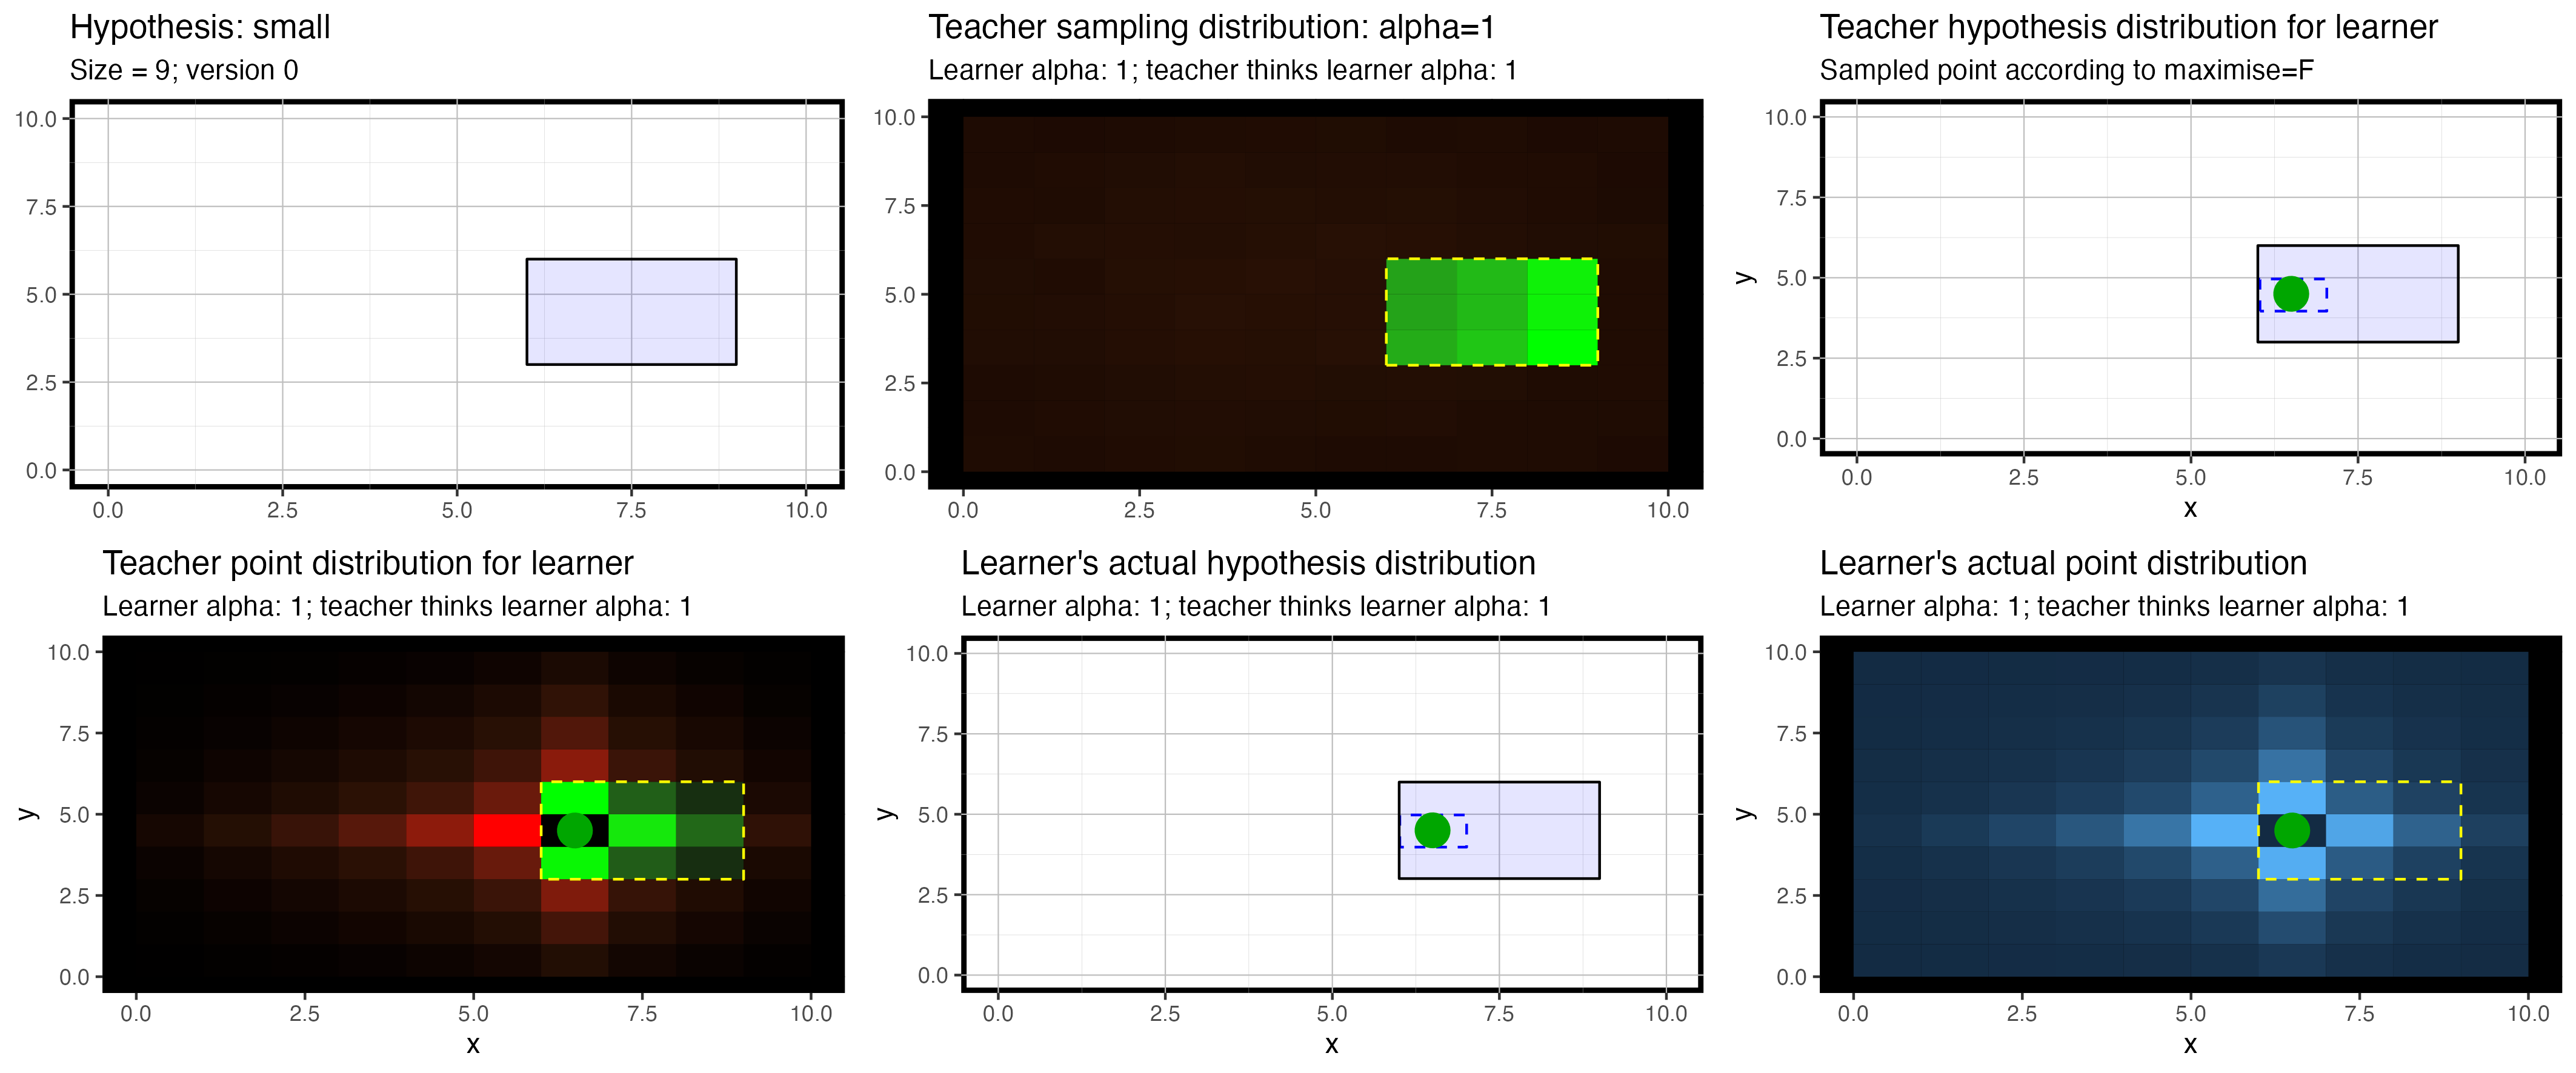 Hypothesis: small
Size = 9; version 0
10.0
7.5
5.0
2.5
0.0
0.0 2.5 5.0 7.5 10.0
Teacher sampling distribution: alpha=1
Learner alpha: 1; teacher thinks learner alpha: 1
10.0
7.5
5.0
2.5
0.0
0.0 2.5 5.0 7.5 10.0
Teacher hypothesis distribution for learner
Sampled point according to maximise=F
y
10.0
7.5
5.0
2.5
0.0
0.0 2.5 5.0 7.5 10.0
x
Teacher point distribution for learner
Learner alpha: 1; teacher thinks learner alpha: 1
y
10.0
7.5
5.0
2.5
0.0
0.0 2.5 5.0 7.5 10.0
x
Learner's actual hypothesis distribution
Learner alpha: 1; teacher thinks learner alpha: 1
y
10.0
7.5
5.0
2.5
0.0
0.0 2.5 5.0 7.5 10.0
x
Learner's actual point distribution
Learner alpha: 1; teacher thinks learner alpha: 1
y
10.0
7.5
5.0
2.5
0.0
0.0 2.5 5.0 7.5 10.0
x